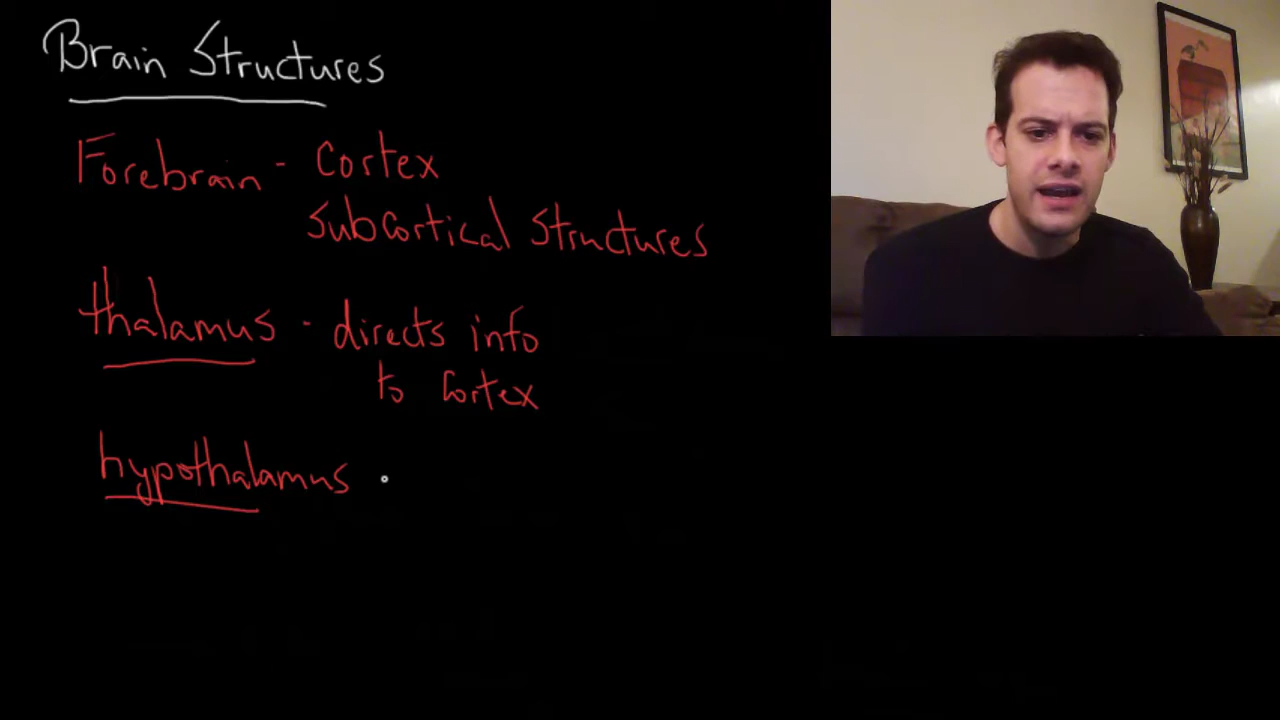 Brain Structures
Forebrain - Cortex
Subcortical Structures
thalamus - directs info
to Cortex
hypothalamus